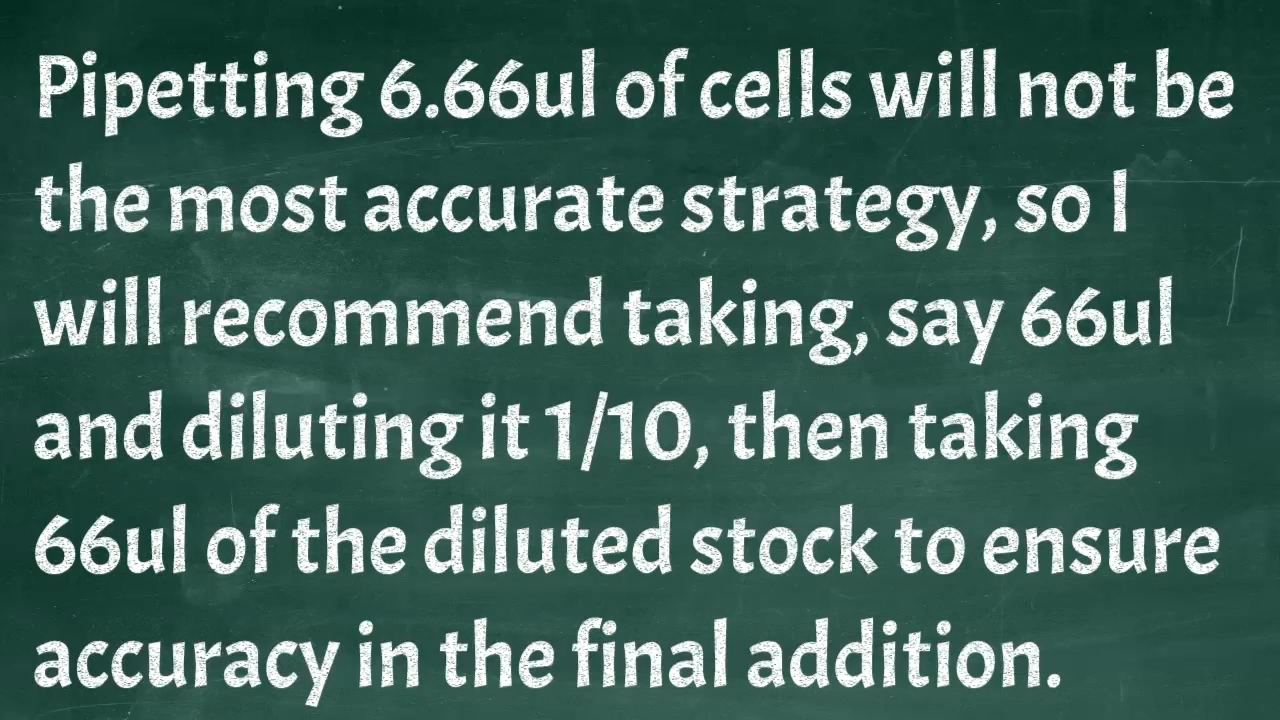 Pipetting 6.66ul of cells will not be
the most accurate strategy, so I
will recommend taking, say 66ul
and diluting it 1/10, then taking
66ul of the diluted stock to ensure
accuracy in the final addition.